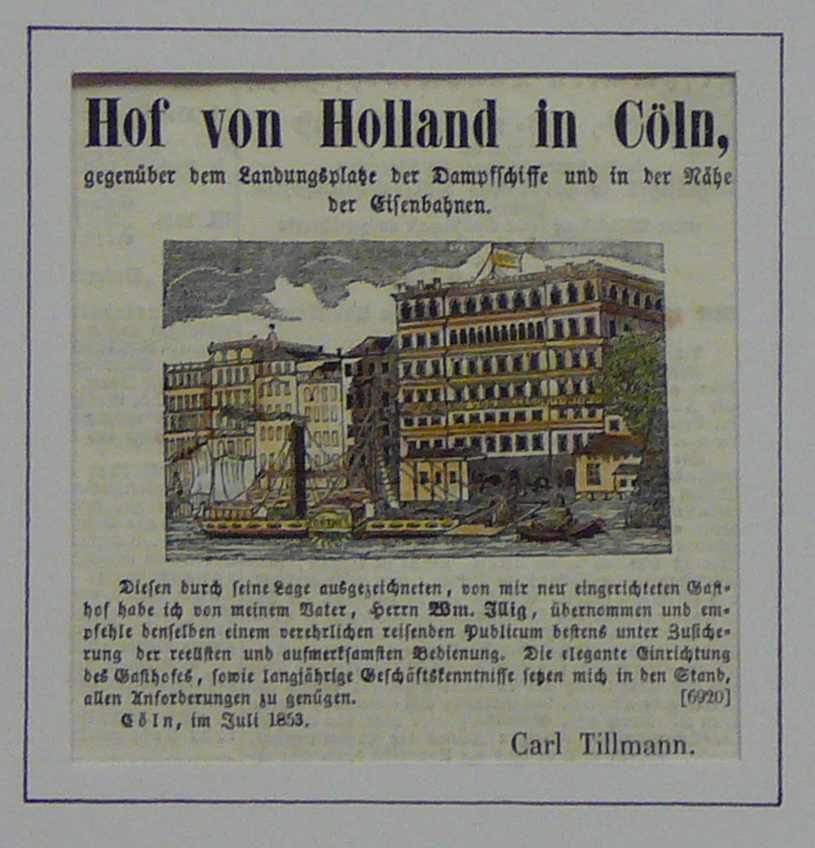 Hof von Holland in Cöln,
gegenüber dem Landungsplatze der Dampfschiffe und in der Nähe
der Eisenbahnen.
Diesen durch seine Lage ausgezeichneten, von mir neu eingerichteten Gast-
hof habe ich von meinem Vater, Herrn Wm. Illig, übernommen und em-
pfehle denselben einem verehrlichen reisenden Publicum bestens unter Zusiche-
rung der reellsten und aufmerksamsten Bedienung. Die elegante Einrichtung
des Gasthofes, sowie langjährige Geschäftskenntnisse setzen mich in den Stand,
allen Anforderungen zu genügen. [6920]
Cöln, im Juli 1853.
Carl Tillmann.